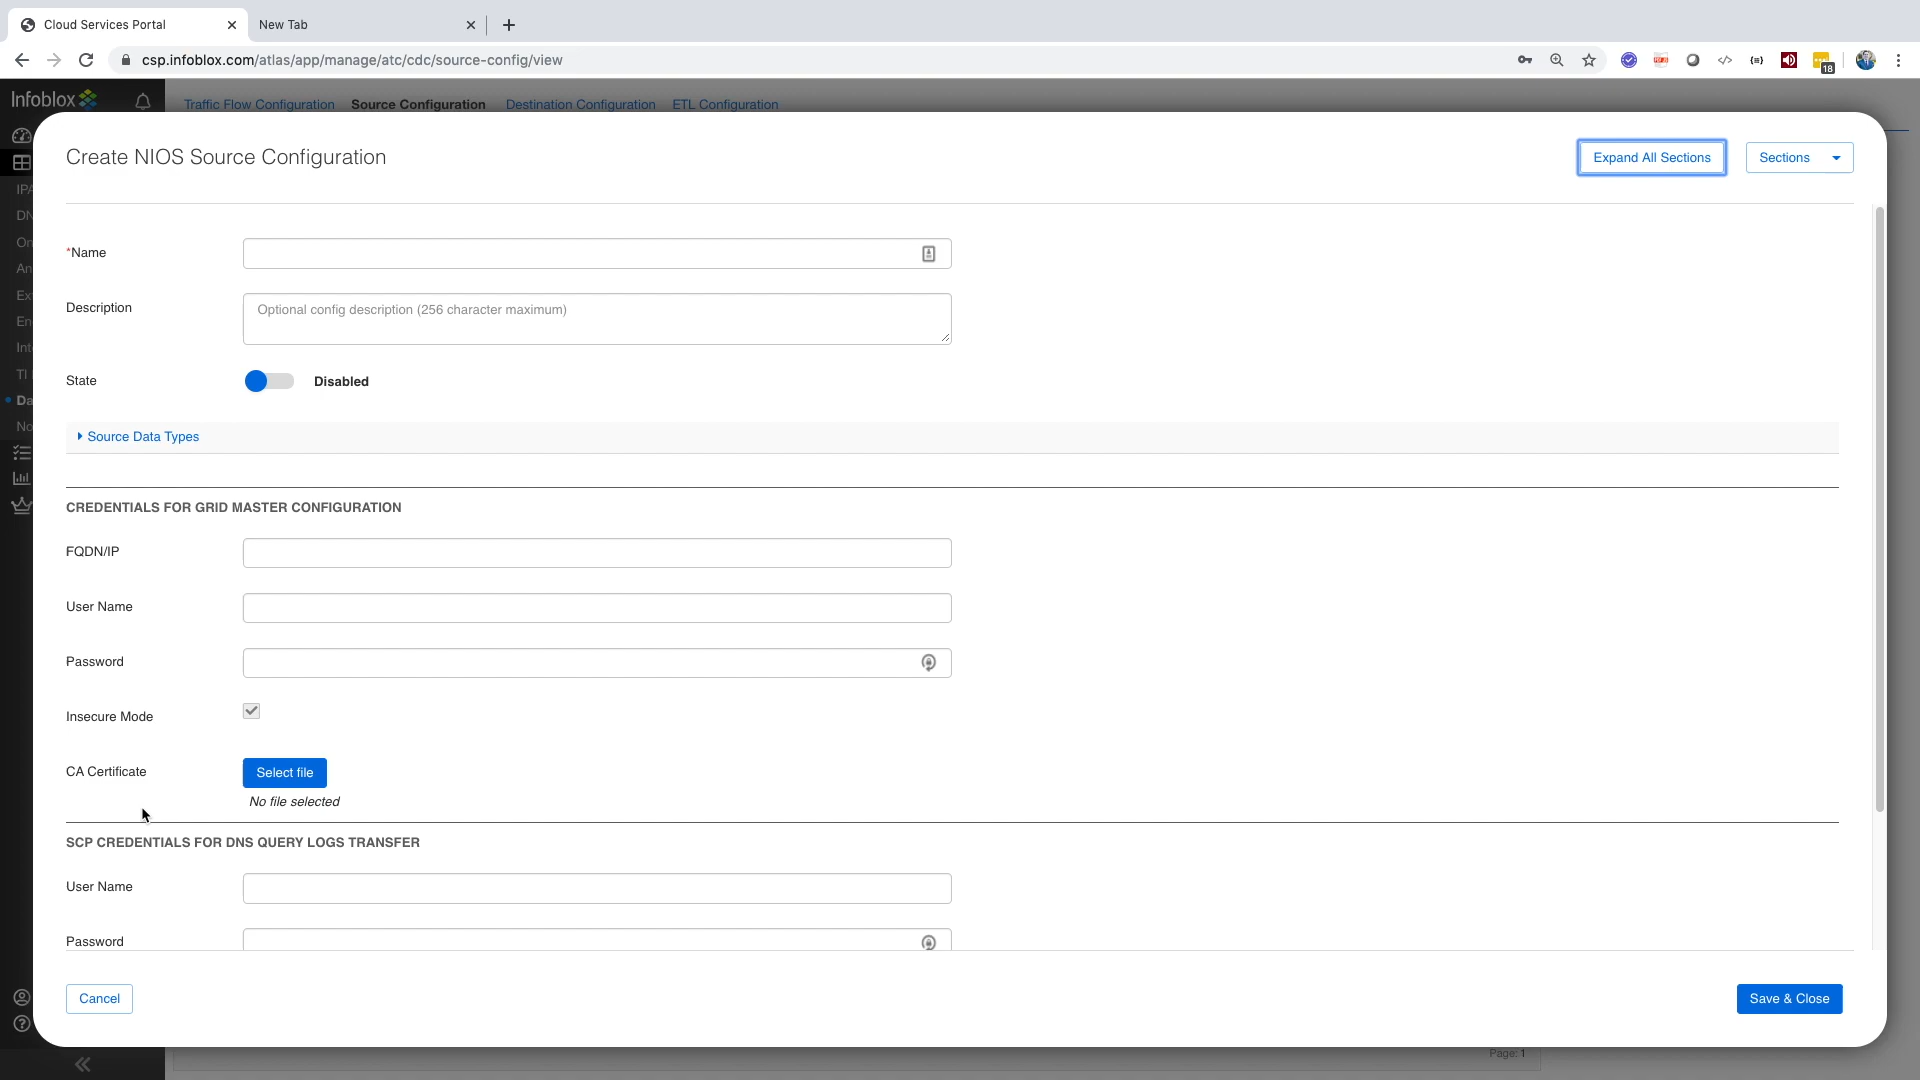 Cloud Services Portal
New Tab
csp.infoblox.com/atlas/app/manage/atc/cdc/source-config/view
18
Infoblox
Traffic Flow Configuration
Source Configuration
Destination Configuration
ETL Configuration
Create NIOS Source Configuration
Expand All Sections
Sections
*Name
Description
Optional config description (256 character maximum)
State
Disabled
Source Data Types
CREDENTIALS FOR GRID MASTER CONFIGURATION
FQDN/IP
User Name
Password
Insecure Mode
CA Certificate
Select file
No file selected
SCP CREDENTIALS FOR DNS QUERY LOGS TRANSFER
User Name
Password
Cancel
Save & Close
Page: 1